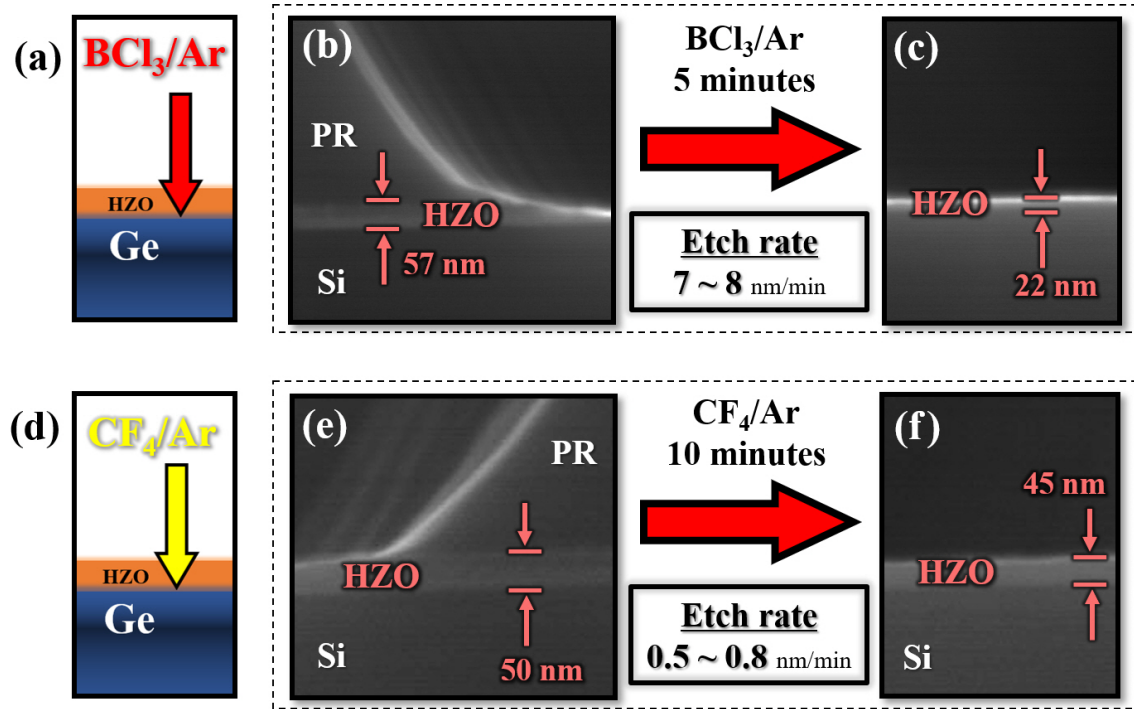 (a)
BCl₃/Ar
HZO
Ge
(b)
PR
HZO
57 nm
Si
BCl₃/Ar
5 minutes
Etch rate
7 ~ 8 nm/min
(c)
HZO
22 nm
(d)
CF₄/Ar
HZO
Ge
(e)
PR
HZO
50 nm
Si
CF₄/Ar
10 minutes
Etch rate
0.5 ~ 0.8 nm/min
(f)
45 nm
HZO
Si